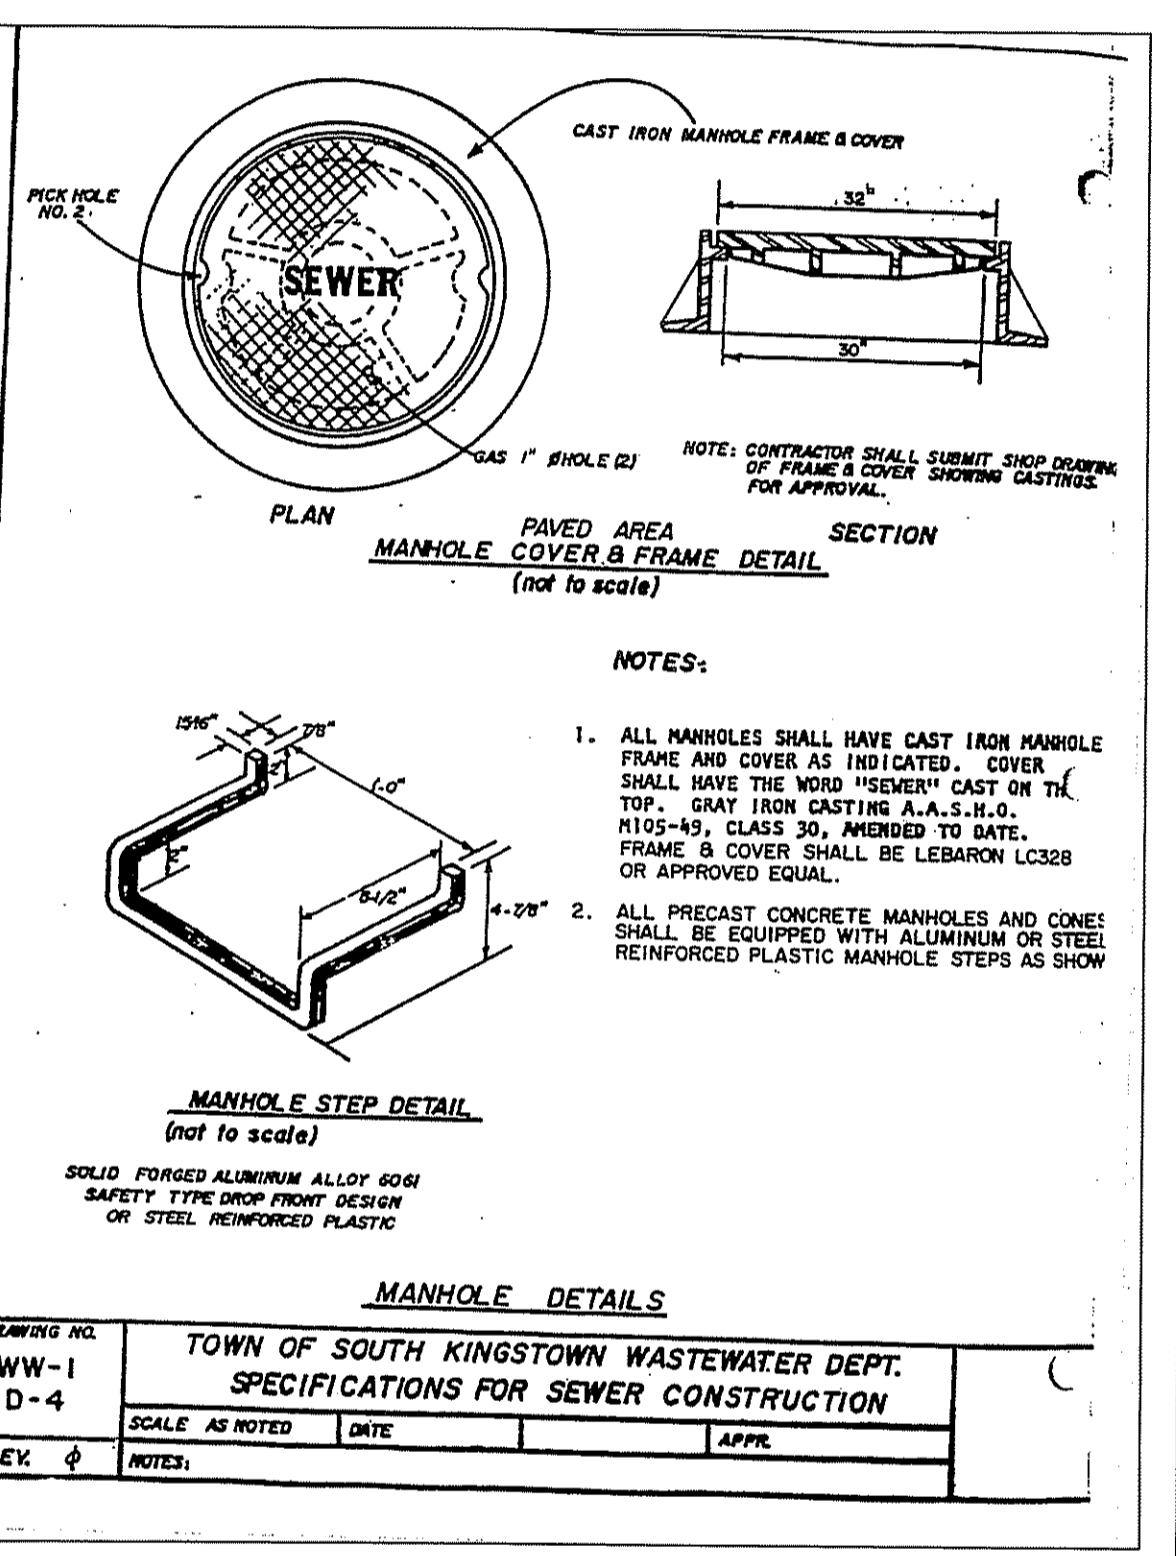 CAST IRON MANHOLE FRAME & COVER
PICK HOLE
NO. 2
SEWER
32"
30"
GAS 1" ØHOLE (2)
NOTE: CONTRACTOR SHALL SUBMIT SHOP DRAWING
OF FRAME & COVER SHOWING CASTINGS.
FOR APPROVAL.
PLAN
PAVED AREA
SECTION
MANHOLE COVER & FRAME DETAIL
(not to scale)
NOTES:
1. ALL MANHOLES SHALL HAVE CAST IRON MANHOLE
FRAME AND COVER AS INDICATED. COVER
SHALL HAVE THE WORD "SEWER" CAST ON TH
TOP. GRAY IRON CASTING A.A.S.H.O.
M105-49, CLASS 30, AMENDED TO DATE.
FRAME & COVER SHALL BE LEBARON LC328
OR APPROVED EQUAL.
2. ALL PRECAST CONCRETE MANHOLES AND CONES
SHALL BE EQUIPPED WITH ALUMINUM OR STEEL
REINFORCED PLASTIC MANHOLE STEPS AS SHOW
7/8"
2"
1'-0"
2"
4-7/8"
MANHOLE STEP DETAIL
(not to scale)
SOLID FORGED ALUMINUM ALLOY 6061
SAFETY TYPE DROP FRONT DESIGN
OR STEEL REINFORCED PLASTIC
MANHOLE DETAILS
RAWING NO.
WW-1
D-4
TOWN OF SOUTH KINGSTOWN WASTEWATER DEPT.
SPECIFICATIONS FOR SEWER CONSTRUCTION
SCALE AS NOTED
DATE
APPR.
EV. ϕ
NOTES: